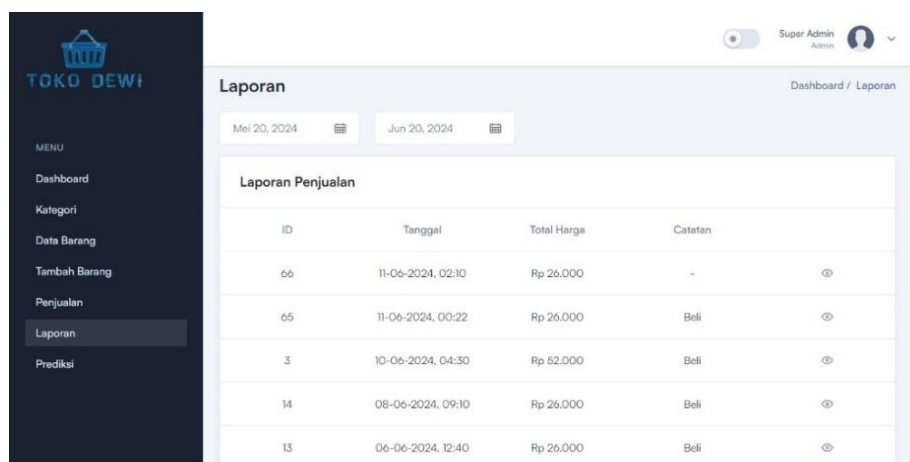 TOKO DEWI
MENU
Dashboard
Kategori
Data Barang
Tambah Barang
Penjualan
Laporan
Prediksi
Super Admin
Admin
Laporan
Dashboard / Laporan
Mei 20, 2024 Jun 20, 2024
Laporan Penjualan
ID Tanggal Total Harga Catatan
66 11-06-2024, 02:10 Rp 26.000 -
65 11-06-2024, 00:22 Rp 26.000 Beli
3 10-06-2024, 04:30 Rp 52.000 Beli
14 08-06-2024, 09:10 Rp 26.000 Beli
13 06-06-2024, 12:40 Rp 26.000 Beli